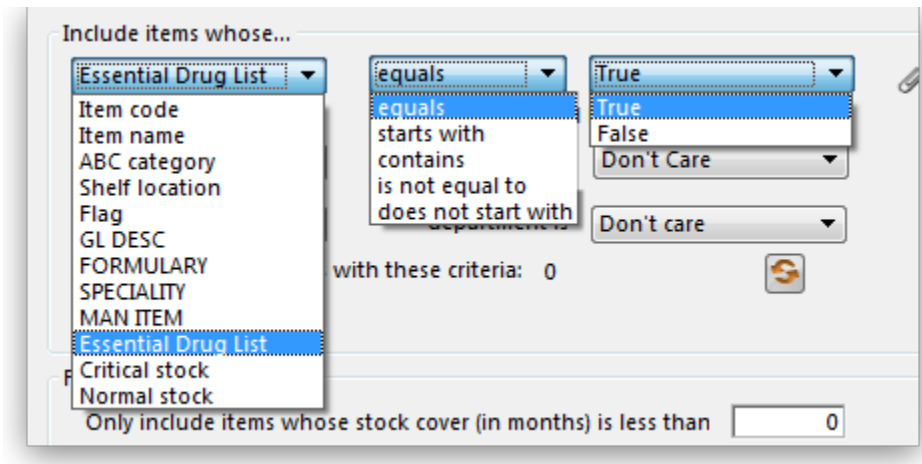 Include items whose...
Essential Drug List equals True
Item code equals True
Item name starts with False
ABC category contains Don't Care
Shelf location is not equal to
Flag does not start with Don't care
GL DESC
FORMULARY with these criteria: 0
SPECIALITY
MAN ITEM
Essential Drug List
Critical stock
Normal stock
Only include items whose stock cover (in months) is less than 0